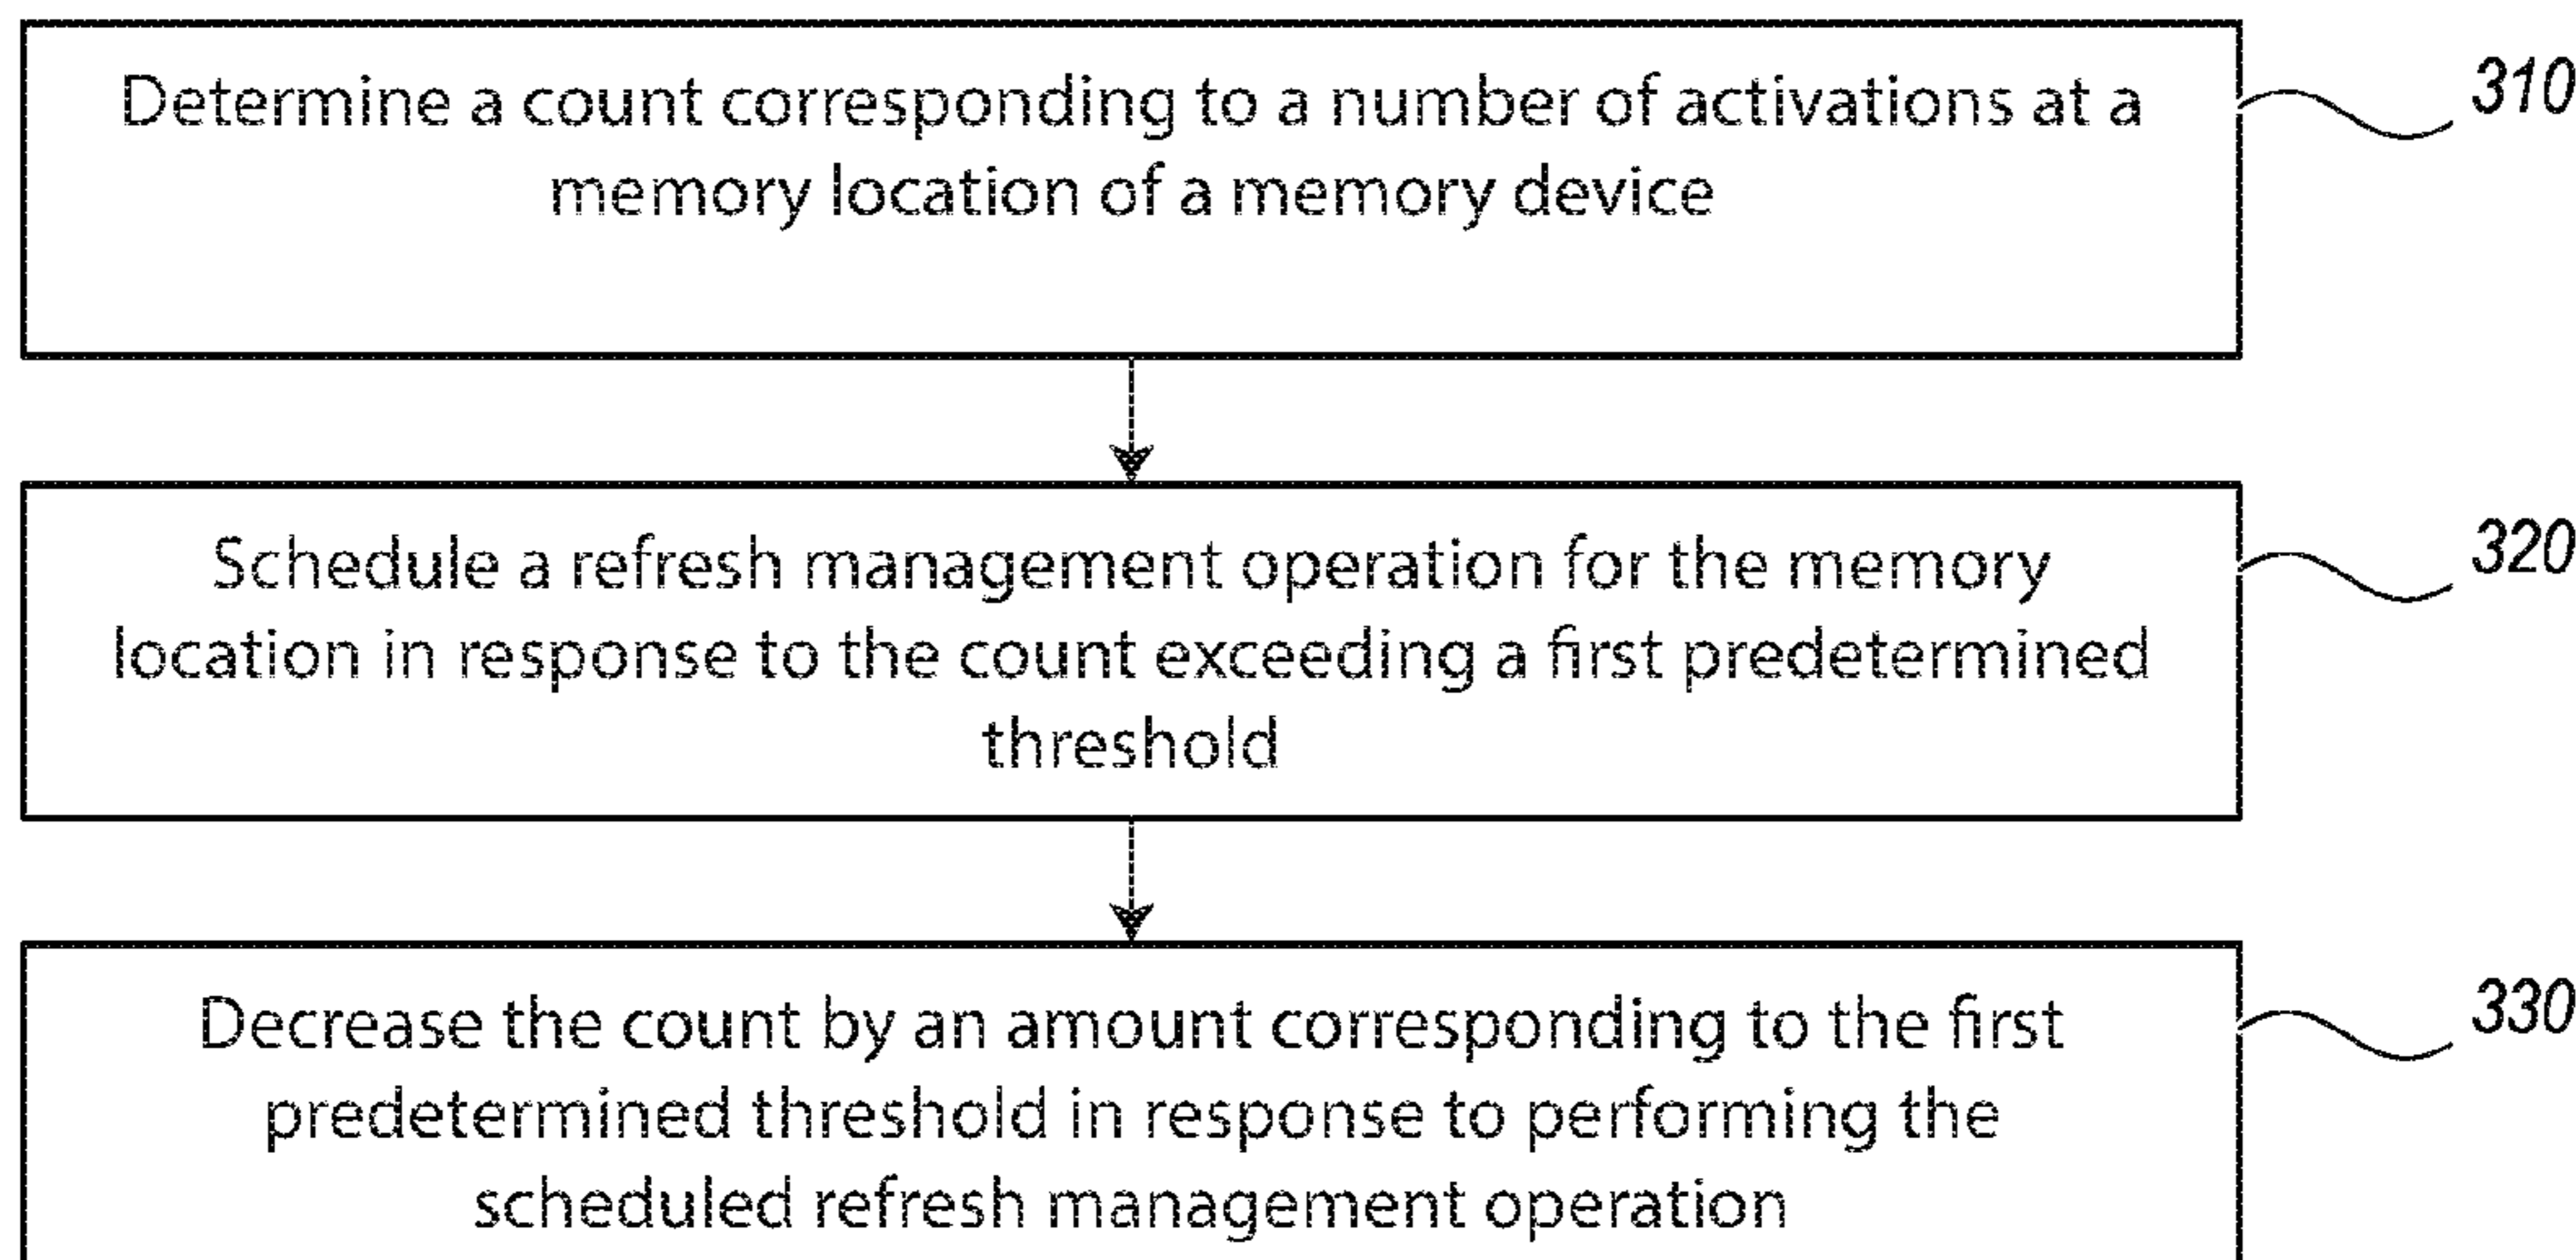 Determine a count corresponding to a number of activations at a
memory location of a memory device
310
Schedule a refresh management operation for the memory
location in response to the count exceeding a first predetermined
threshold
320
Decrease the count by an amount corresponding to the first
predetermined threshold in response to performing the
scheduled refresh management operation
330